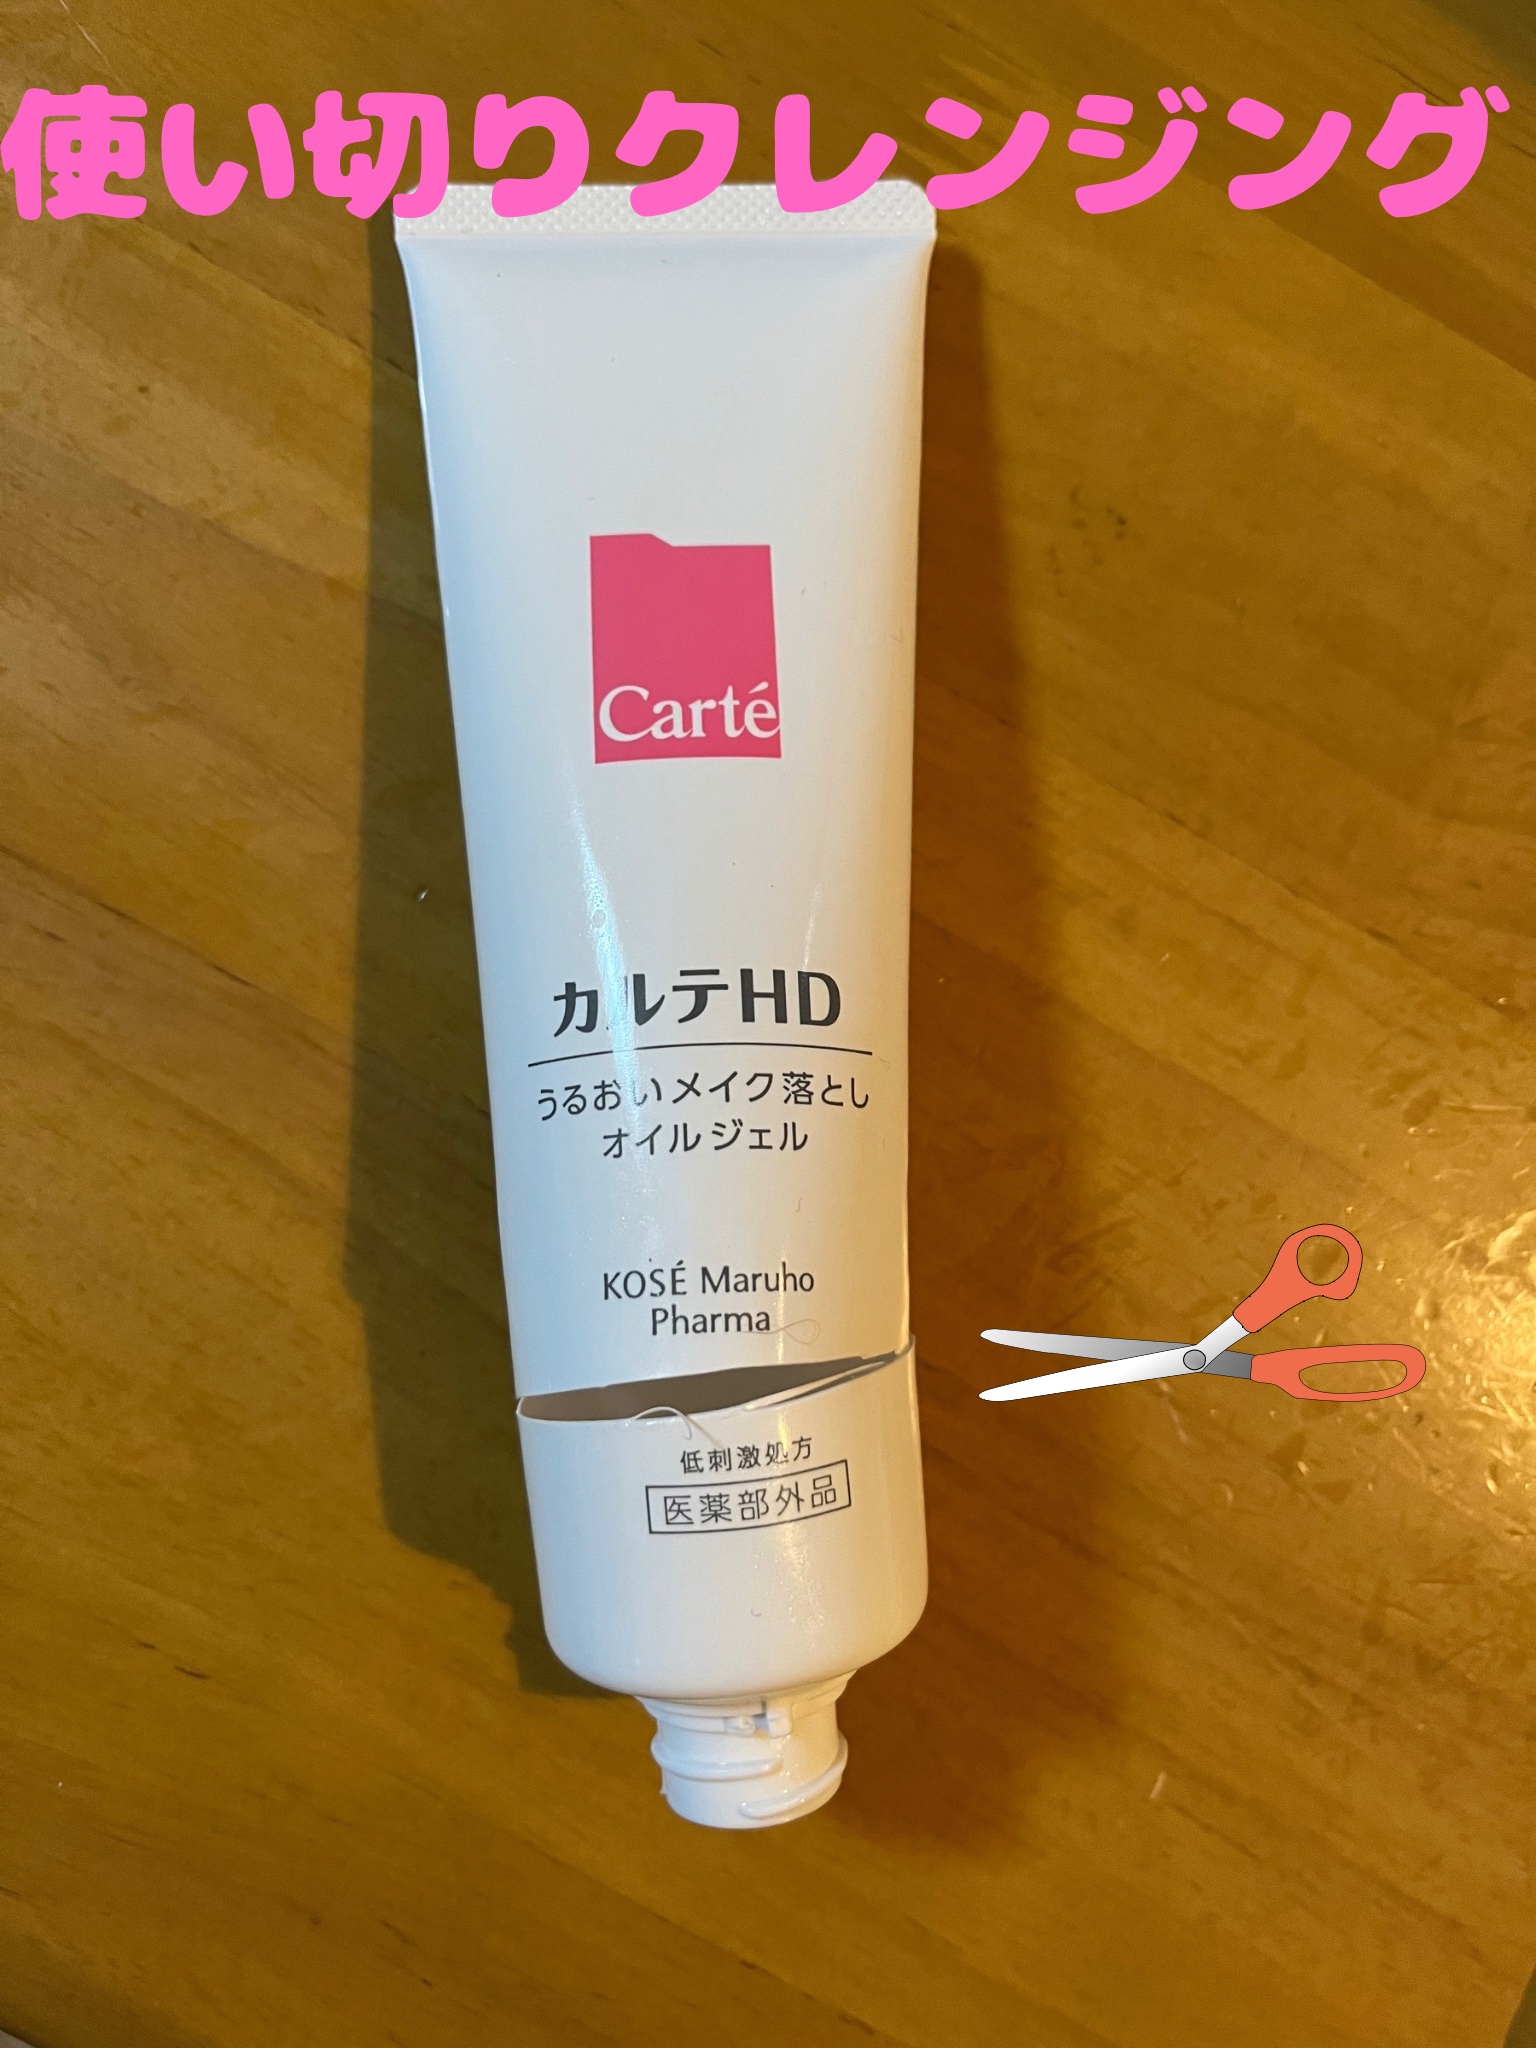 使い切りクレンジング
Carté
カルテHD
うるおいメイク落とし
オイルジェル
KOSÉ Maruho
Pharma
低刺激処方
医薬部外品